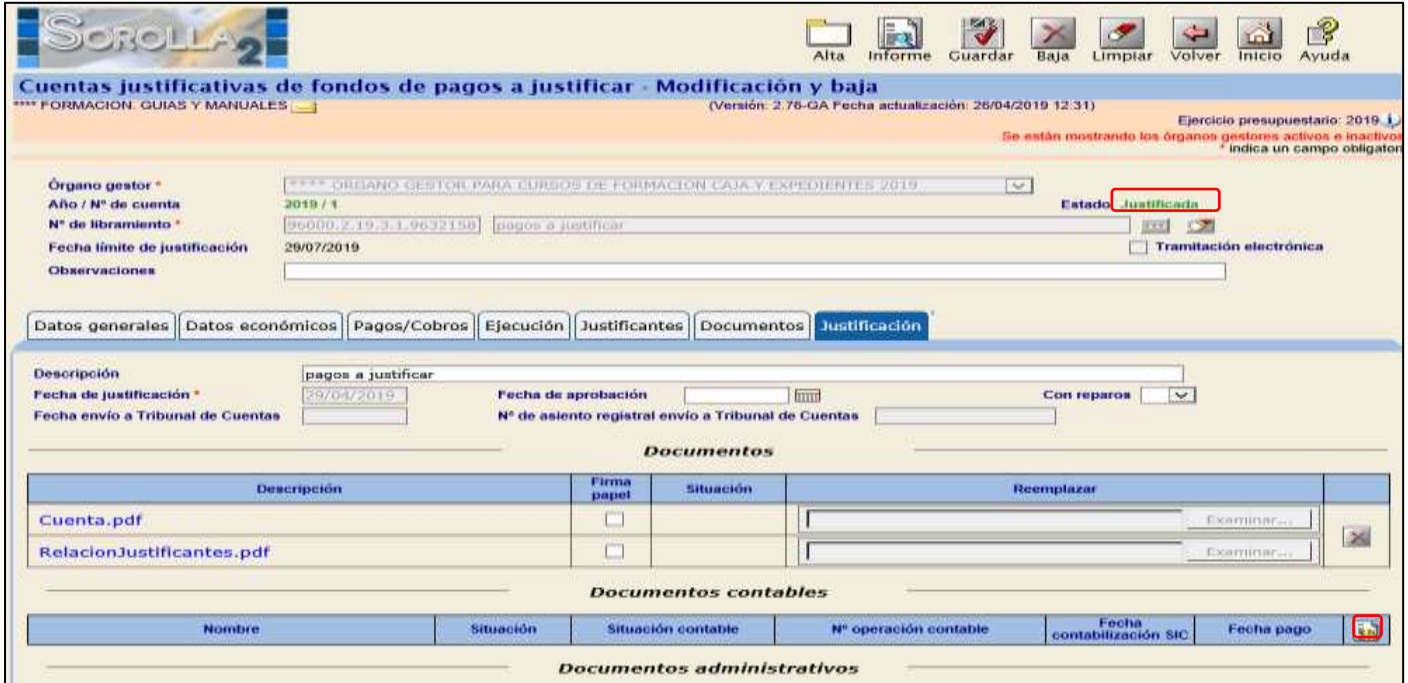 SOROLLA2
Alta Informe Guardar Baja Limpiar Volver Inicio Ayuda
Cuentas justificativas de fondos de pagos a justificar - Modificación y baja
**** FORMACION. GUIAS Y MANUALES (Versión: 2.76-GA Fecha actualización: 26/04/2019 12:31)
Ejercicio presupuestario: 2019
Se están mostrando los órganos gestores activos e inactivos
* indica un campo obligator
Órgano gestor * **** ORGANO GESTOR PARA CURSOS DE FORMACION CAJA Y EXPEDIENTES 2019
Año / Nº de cuenta 2019 / 1 Estado Justificada
Nº de libramiento * 96000.2.19.3.1.9632158 pagos a justificar
Fecha límite de justificación 29/07/2019 Tramitación electrónica
Observaciones
Datos generales Datos económicos Pagos/Cobros Ejecución Justificantes Documentos Justificación
Descripción pagos a justificar
Fecha de justificación * 29/04/2019 Fecha de aprobación Con reparos
Fecha envío a Tribunal de Cuentas Nº de asiento registral envío a Tribunal de Cuentas
Documentos
Descripción Firma papel Situación Reemplazar
Cuenta.pdf Examinar...
RelacionJustificantes.pdf Examinar...
Documentos contables
Nombre Situación Situación contable Nº operación contable Fecha contabilización SIC Fecha pago
Documentos administrativos